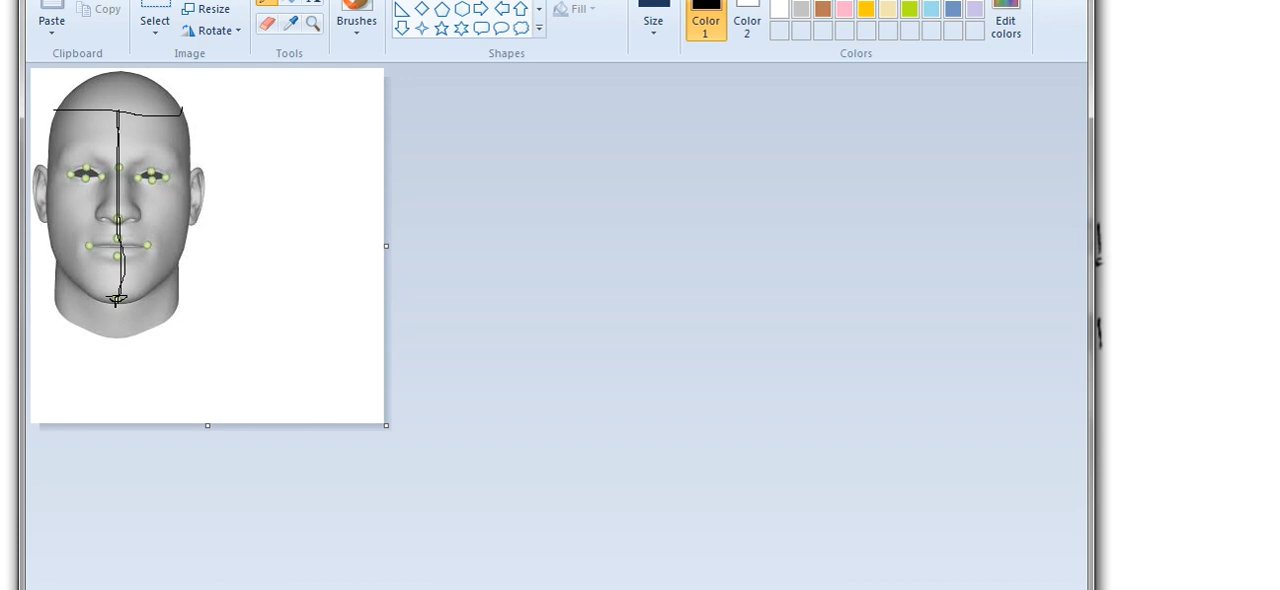 Paste
Copy
Select
Resize
Rotate
A
Brushes
Fill
Size
Color 1
Color 2
Edit colors
Clipboard
Image
Tools
Shapes
Colors